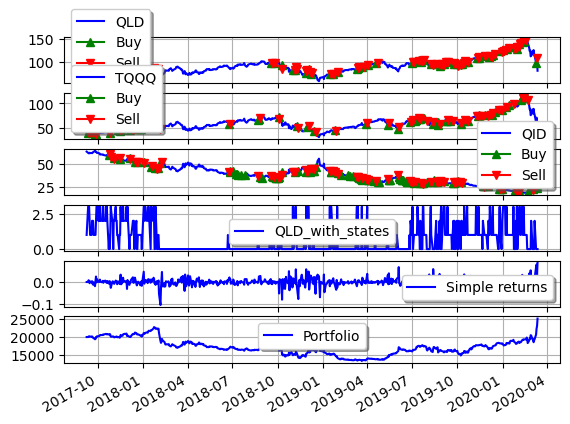 QLD
Buy
Sell
150
100
TQQQ
Buy
Sell
100
50
QID
Buy
Sell
50
25
2.5
0.0
QLD_with_states
0.0
−0.1
Simple returns
25000
20000
15000
Portfolio
2017-10
2018-01
2018-04
2018-07
2018-10
2019-01
2019-04
2019-07
2019-10
2020-01
2020-04